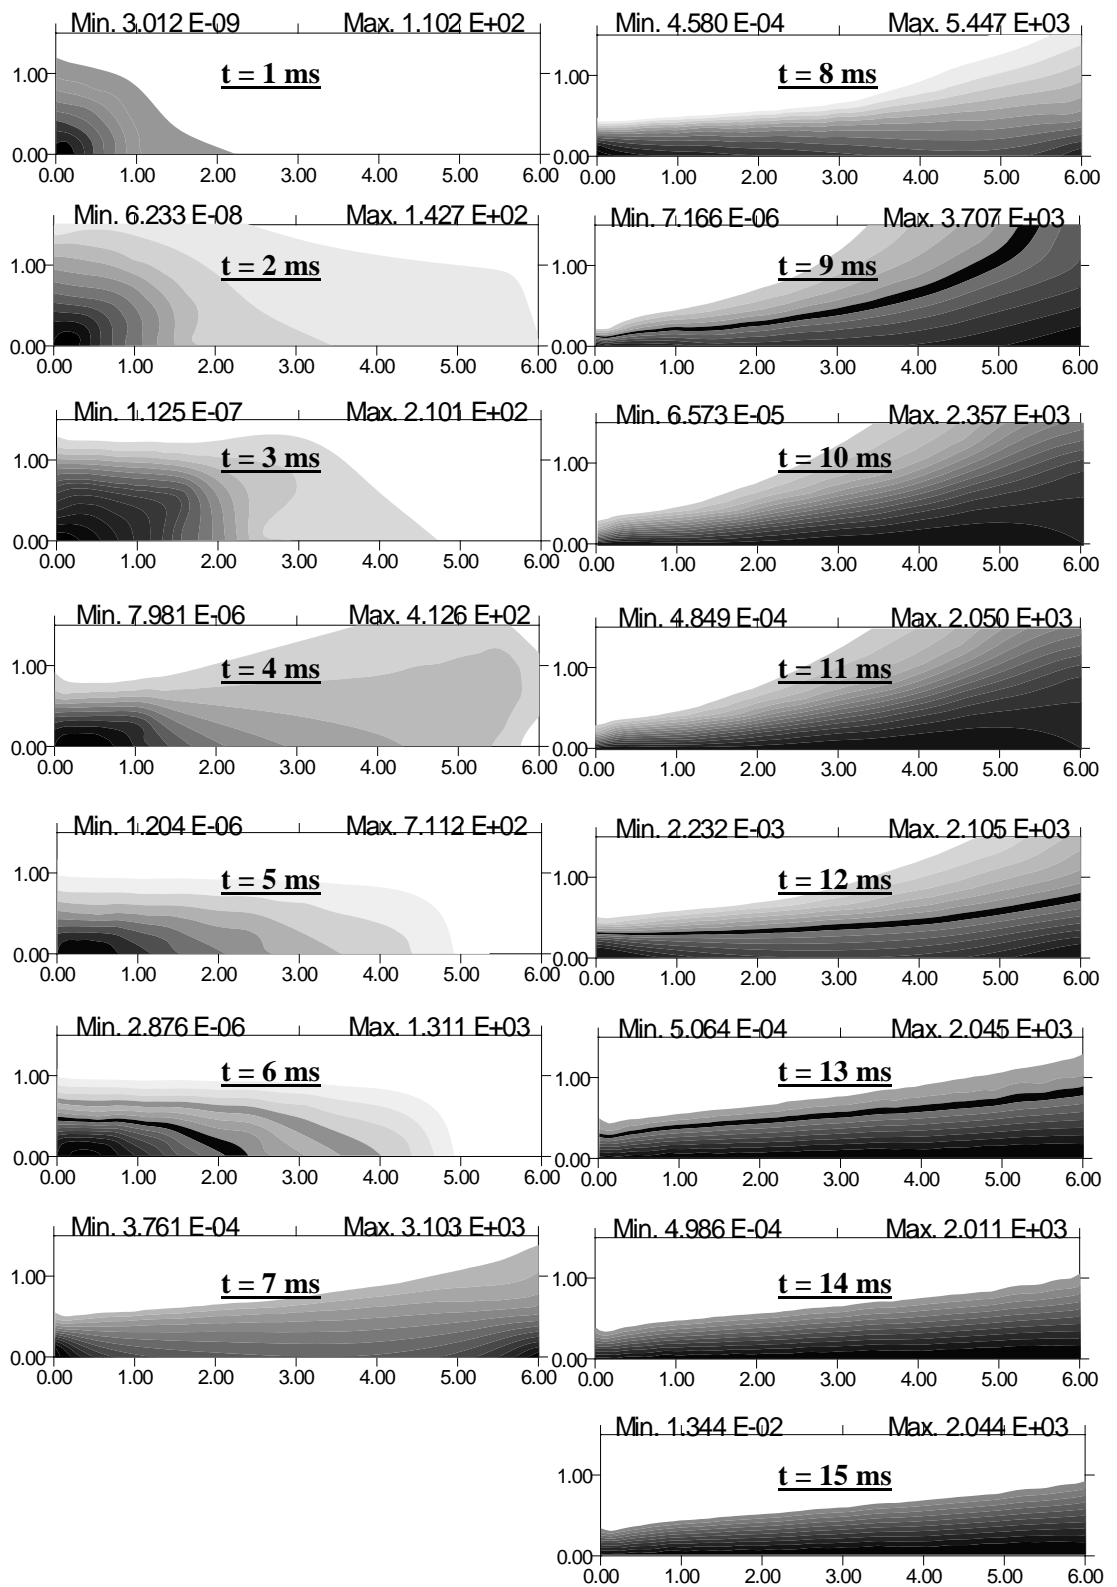 Min. 3.012 E-09 Max. 1.102 E+02
t = 1 ms
1.00
0.00
0.00 1.00 2.00 3.00 4.00 5.00 6.00
Min. 6.233 E-08 Max. 1.427 E+02
t = 2 ms
1.00
0.00
0.00 1.00 2.00 3.00 4.00 5.00 6.00
Min. 1.125 E-07 Max. 2.101 E+02
t = 3 ms
1.00
0.00
0.00 1.00 2.00 3.00 4.00 5.00 6.00
Min. 7.981 E-06 Max. 4.126 E+02
t = 4 ms
1.00
0.00
0.00 1.00 2.00 3.00 4.00 5.00 6.00
Min. 1.204 E-06 Max. 7.112 E+02
t = 5 ms
1.00
0.00
0.00 1.00 2.00 3.00 4.00 5.00 6.00
Min. 2.876 E-06 Max. 1.311 E+03
t = 6 ms
1.00
0.00
0.00 1.00 2.00 3.00 4.00 5.00 6.00
Min. 3.761 E-04 Max. 3.103 E+03
t = 7 ms
1.00
0.00
0.00 1.00 2.00 3.00 4.00 5.00 6.00
Min. 4.580 E-04 Max. 5.447 E+03
t = 8 ms
1.00
0.00
0.00 1.00 2.00 3.00 4.00 5.00 6.00
Min. 7.166 E-06 Max. 3.707 E+03
t = 9 ms
1.00
0.00
0.00 1.00 2.00 3.00 4.00 5.00 6.00
Min. 6.573 E-05 Max. 2.357 E+03
t = 10 ms
1.00
0.00
0.00 1.00 2.00 3.00 4.00 5.00 6.00
Min. 4.849 E-04 Max. 2.050 E+03
t = 11 ms
1.00
0.00
0.00 1.00 2.00 3.00 4.00 5.00 6.00
Min. 2.232 E-03 Max. 2.105 E+03
t = 12 ms
1.00
0.00
0.00 1.00 2.00 3.00 4.00 5.00 6.00
Min. 5.064 E-04 Max. 2.045 E+03
t = 13 ms
1.00
0.00
0.00 1.00 2.00 3.00 4.00 5.00 6.00
Min. 4.986 E-04 Max. 2.011 E+03
t = 14 ms
1.00
0.00
0.00 1.00 2.00 3.00 4.00 5.00 6.00
Min. 1.344 E-02 Max. 2.044 E+03
t = 15 ms
1.00
0.00
0.00 1.00 2.00 3.00 4.00 5.00 6.00